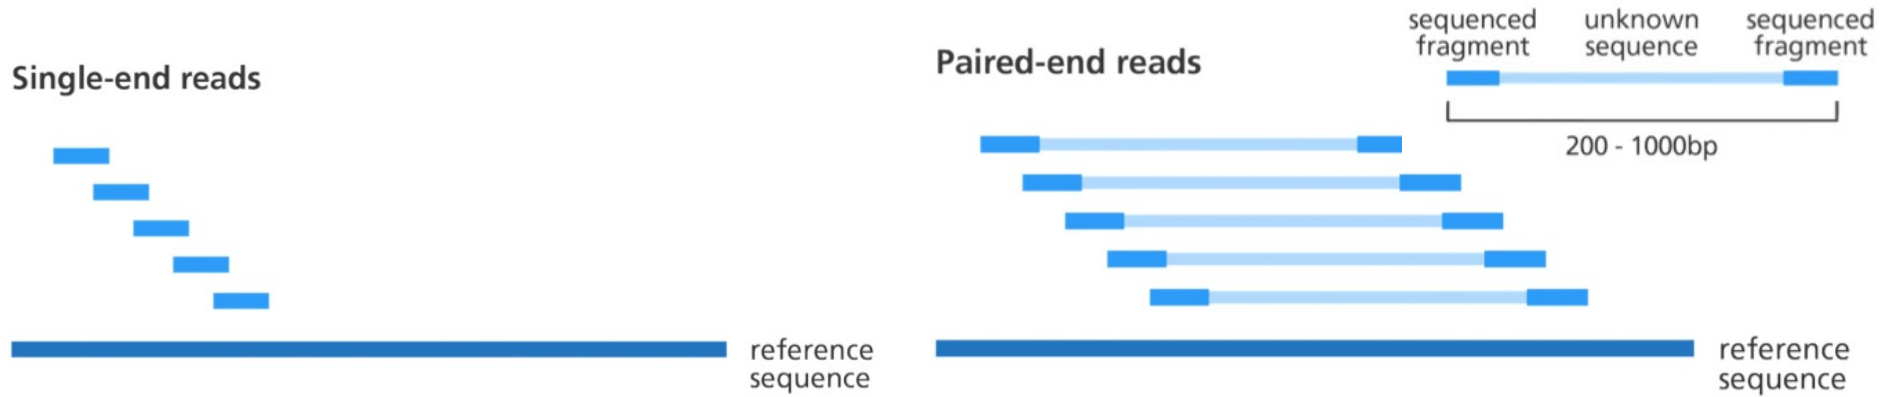 Single-end reads
reference
sequence
Paired-end reads
sequenced
fragment
unknown
sequence
sequenced
fragment
200 - 1000bp
reference
sequence